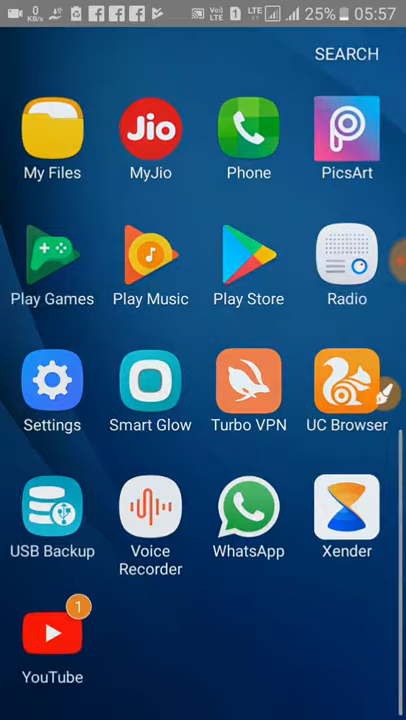 0
KB/s
Vo)
LTE
1
LTE
25%
05:57
SEARCH
My Files
Jio
MyJio
Phone
PicsArt
Play Games
Play Music
Play Store
Radio
Settings
Smart Glow
Turbo VPN
UC Browser
USB Backup
Voice
Recorder
WhatsApp
Xender
1
YouTube